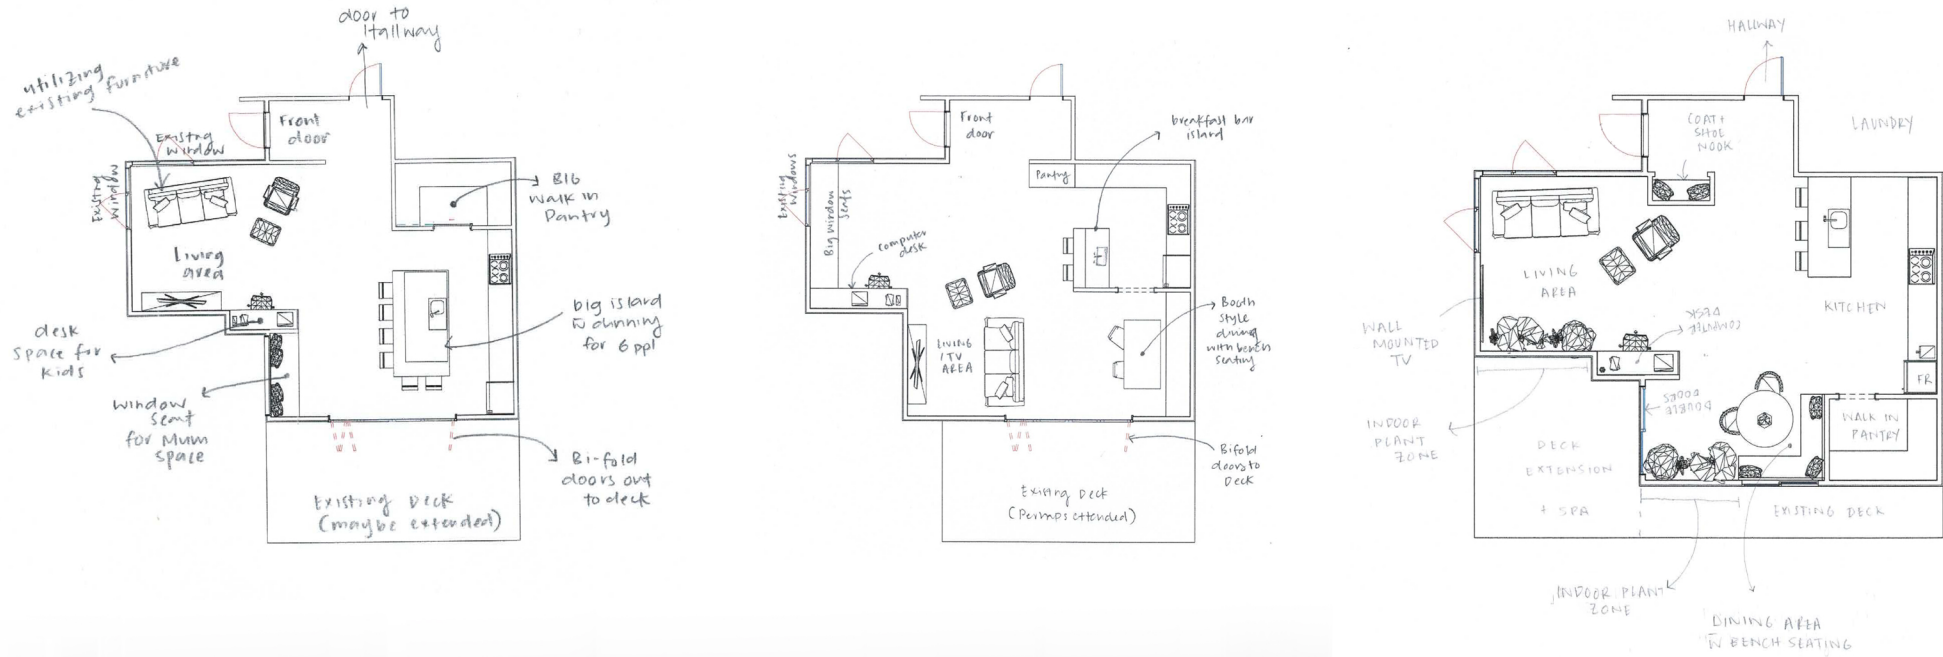 door to
Hallway
utilizing
existing furniture
Existing
window
Front
door
Existing
window
BIG
walk in
Pantry
Living
area
desk
space for
kids
big island
w dinning
for 6 ppl
window
seat
for Mum
space
Bi-fold
doors out
to deck
Existing Deck
(maybe extended)
Front
door
breakfast bar
island
Existing
windows
Big window
seats
Pantry
computer
desk
LIVING
/TV
AREA
Booth
style
dining
with bench
seating
Bifold
doors to
Deck
Existing Deck
(Perhaps extended)
HALLWAY
COAT +
SHOE
NOOK
LAUNDRY
LIVING
AREA
KITCHEN
WALL
MOUNTED
TV
COMPUTER
DESK
FR
DOUBLE
DOORS
WALK IN
PANTRY
INDOOR
PLANT
ZONE
DECK
EXTENSION
+ SPA
EXISTING DECK
INDOOR PLANT
ZONE
DINING AREA
W BENCH SEATING